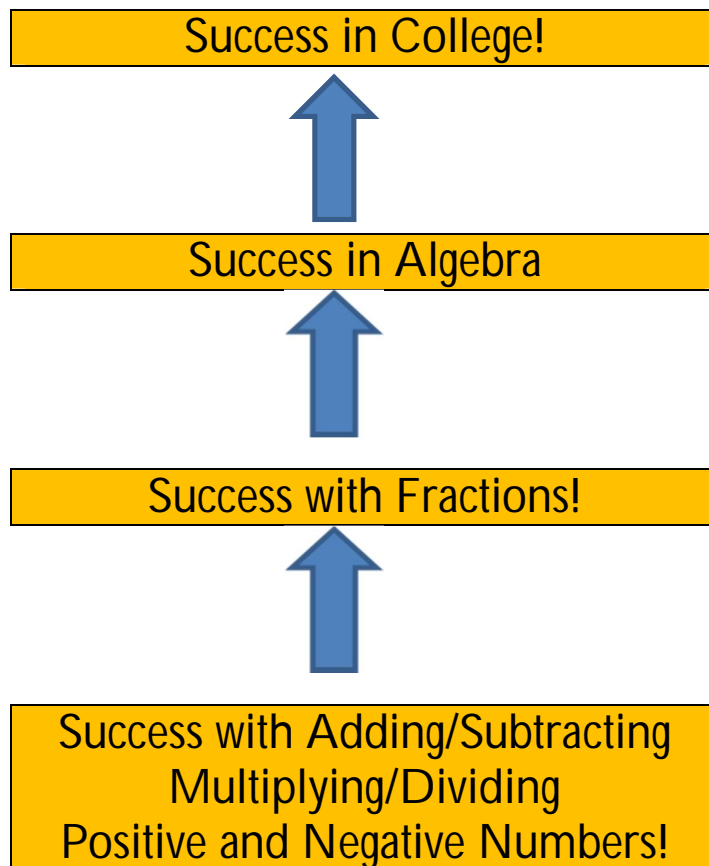 Success in College!
Success in Algebra
Success with Fractions!
Success with Adding/Subtracting
Multiplying/Dividing
Positive and Negative Numbers!